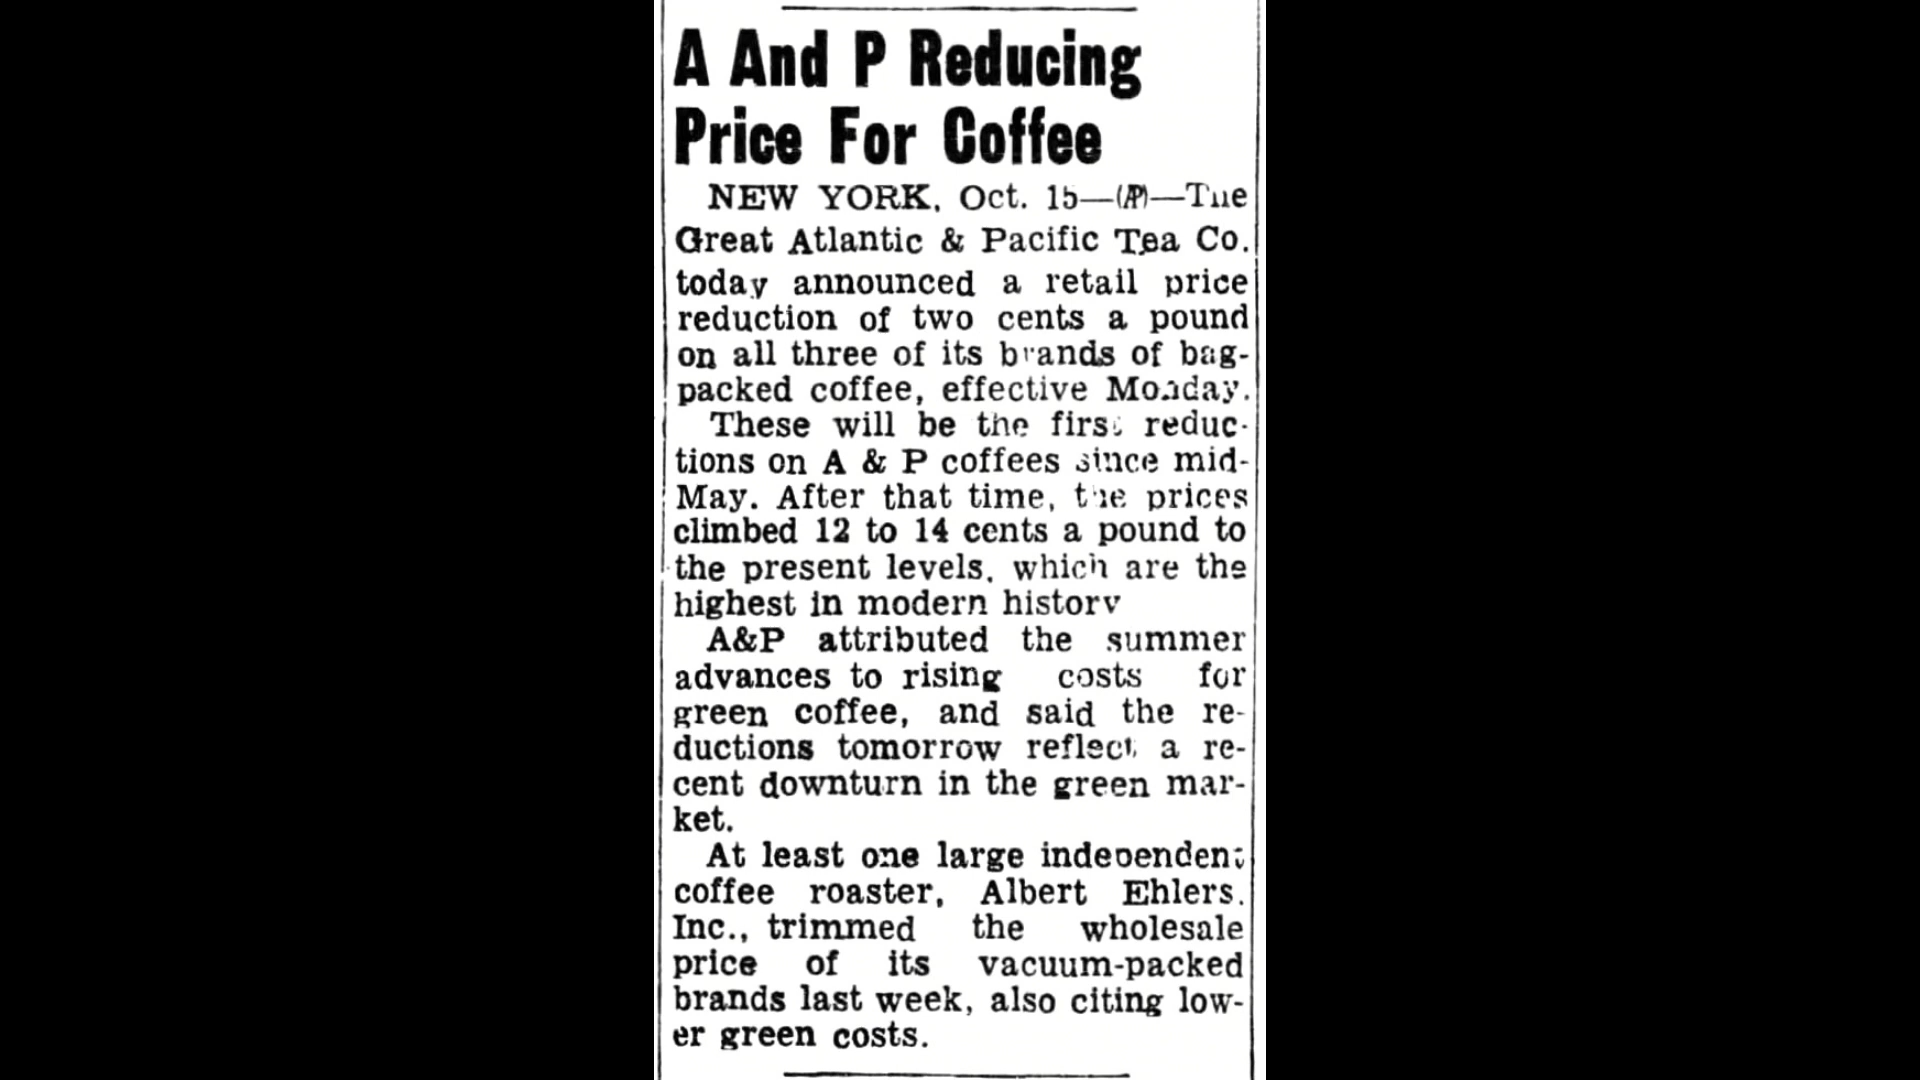 A And P Reducing
Price For Coffee
NEW YORK, Oct. 15—(AP)—The
Great Atlantic & Pacific Tea Co.
today announced a retail price
reduction of two cents a pound
on all three of its brands of bag-
packed coffee, effective Monday.
These will be the first reduc-
tions on A & P coffees since mid-
May. After that time, the prices
climbed 12 to 14 cents a pound to
the present levels, which are the
highest in modern history
A&P attributed the summer
advances to rising costs for
green coffee, and said the re-
ductions tomorrow reflect a re-
cent downturn in the green mar-
ket.
At least one large independent
coffee roaster, Albert Ehlers.
Inc., trimmed the wholesale
price of its vacuum-packed
brands last week, also citing low-
er green costs.